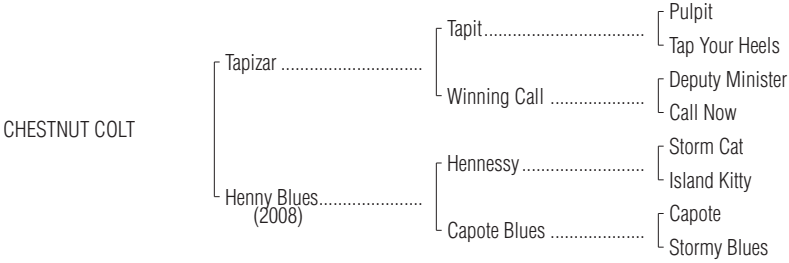 Pulpit
Tapit
Tap Your Heels
Tapizar
Deputy Minister
Winning Call
Call Now
CHESTNUT COLT
Storm Cat
Hennessy
Island Kitty
Henny Blues
(2008)
Capote
Capote Blues
Stormy Blues